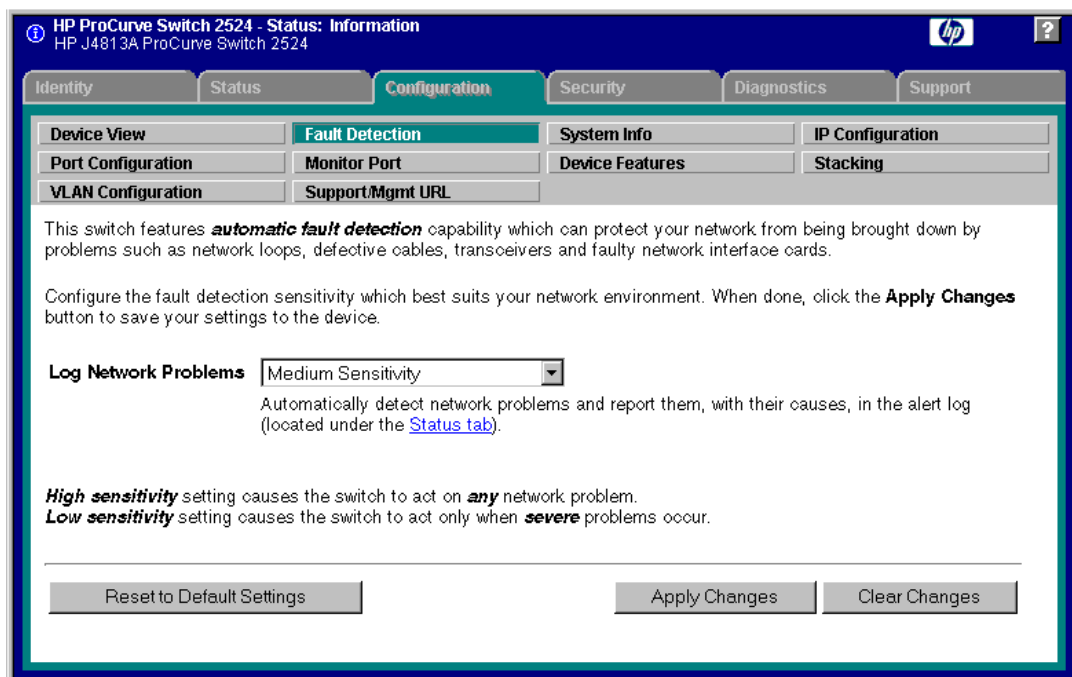 HP ProCurve Switch 2524 - Status: Information
HP J4813A ProCurve Switch 2524
hp
?
Identity Status Configuration Security Diagnostics Support
Device View Fault Detection System Info IP Configuration
Port Configuration Monitor Port Device Features Stacking
VLAN Configuration Support/Mgmt URL
This switch features automatic fault detection capability which can protect your network from being brought down by
problems such as network loops, defective cables, transceivers and faulty network interface cards.
Configure the fault detection sensitivity which best suits your network environment. When done, click the Apply Changes
button to save your settings to the device.
Log Network Problems Medium Sensitivity
Automatically detect network problems and report them, with their causes, in the alert log
(located under the Status tab).
High sensitivity setting causes the switch to act on any network problem.
Low sensitivity setting causes the switch to act only when severe problems occur.
Reset to Default Settings Apply Changes Clear Changes